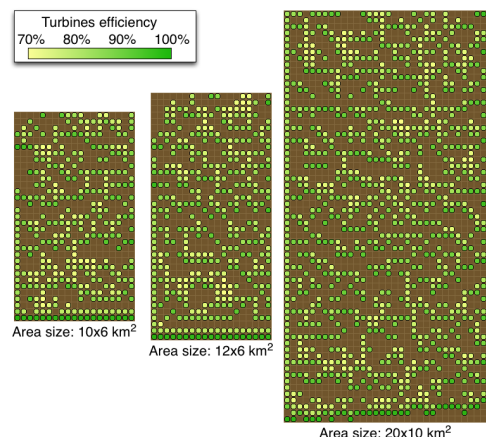 Turbines efficiency
70% 80% 90% 100%
Area size: 10x6 km2
Area size: 12x6 km2
Area size: 20x10 km2